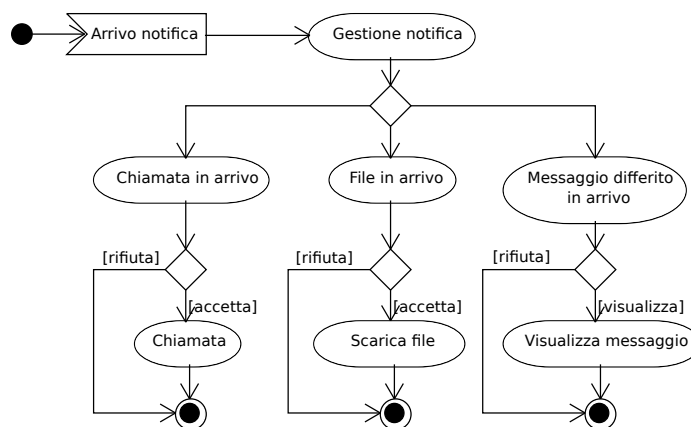 Arrivo notifica
Gestione notifica
Chiamata in arrivo
File in arrivo
Messaggio differito
in arrivo
[rifiuta]
[rifiuta]
[rifiuta]
[accetta]
[accetta]
[visualizza]
Chiamata
Scarica file
Visualizza messaggio